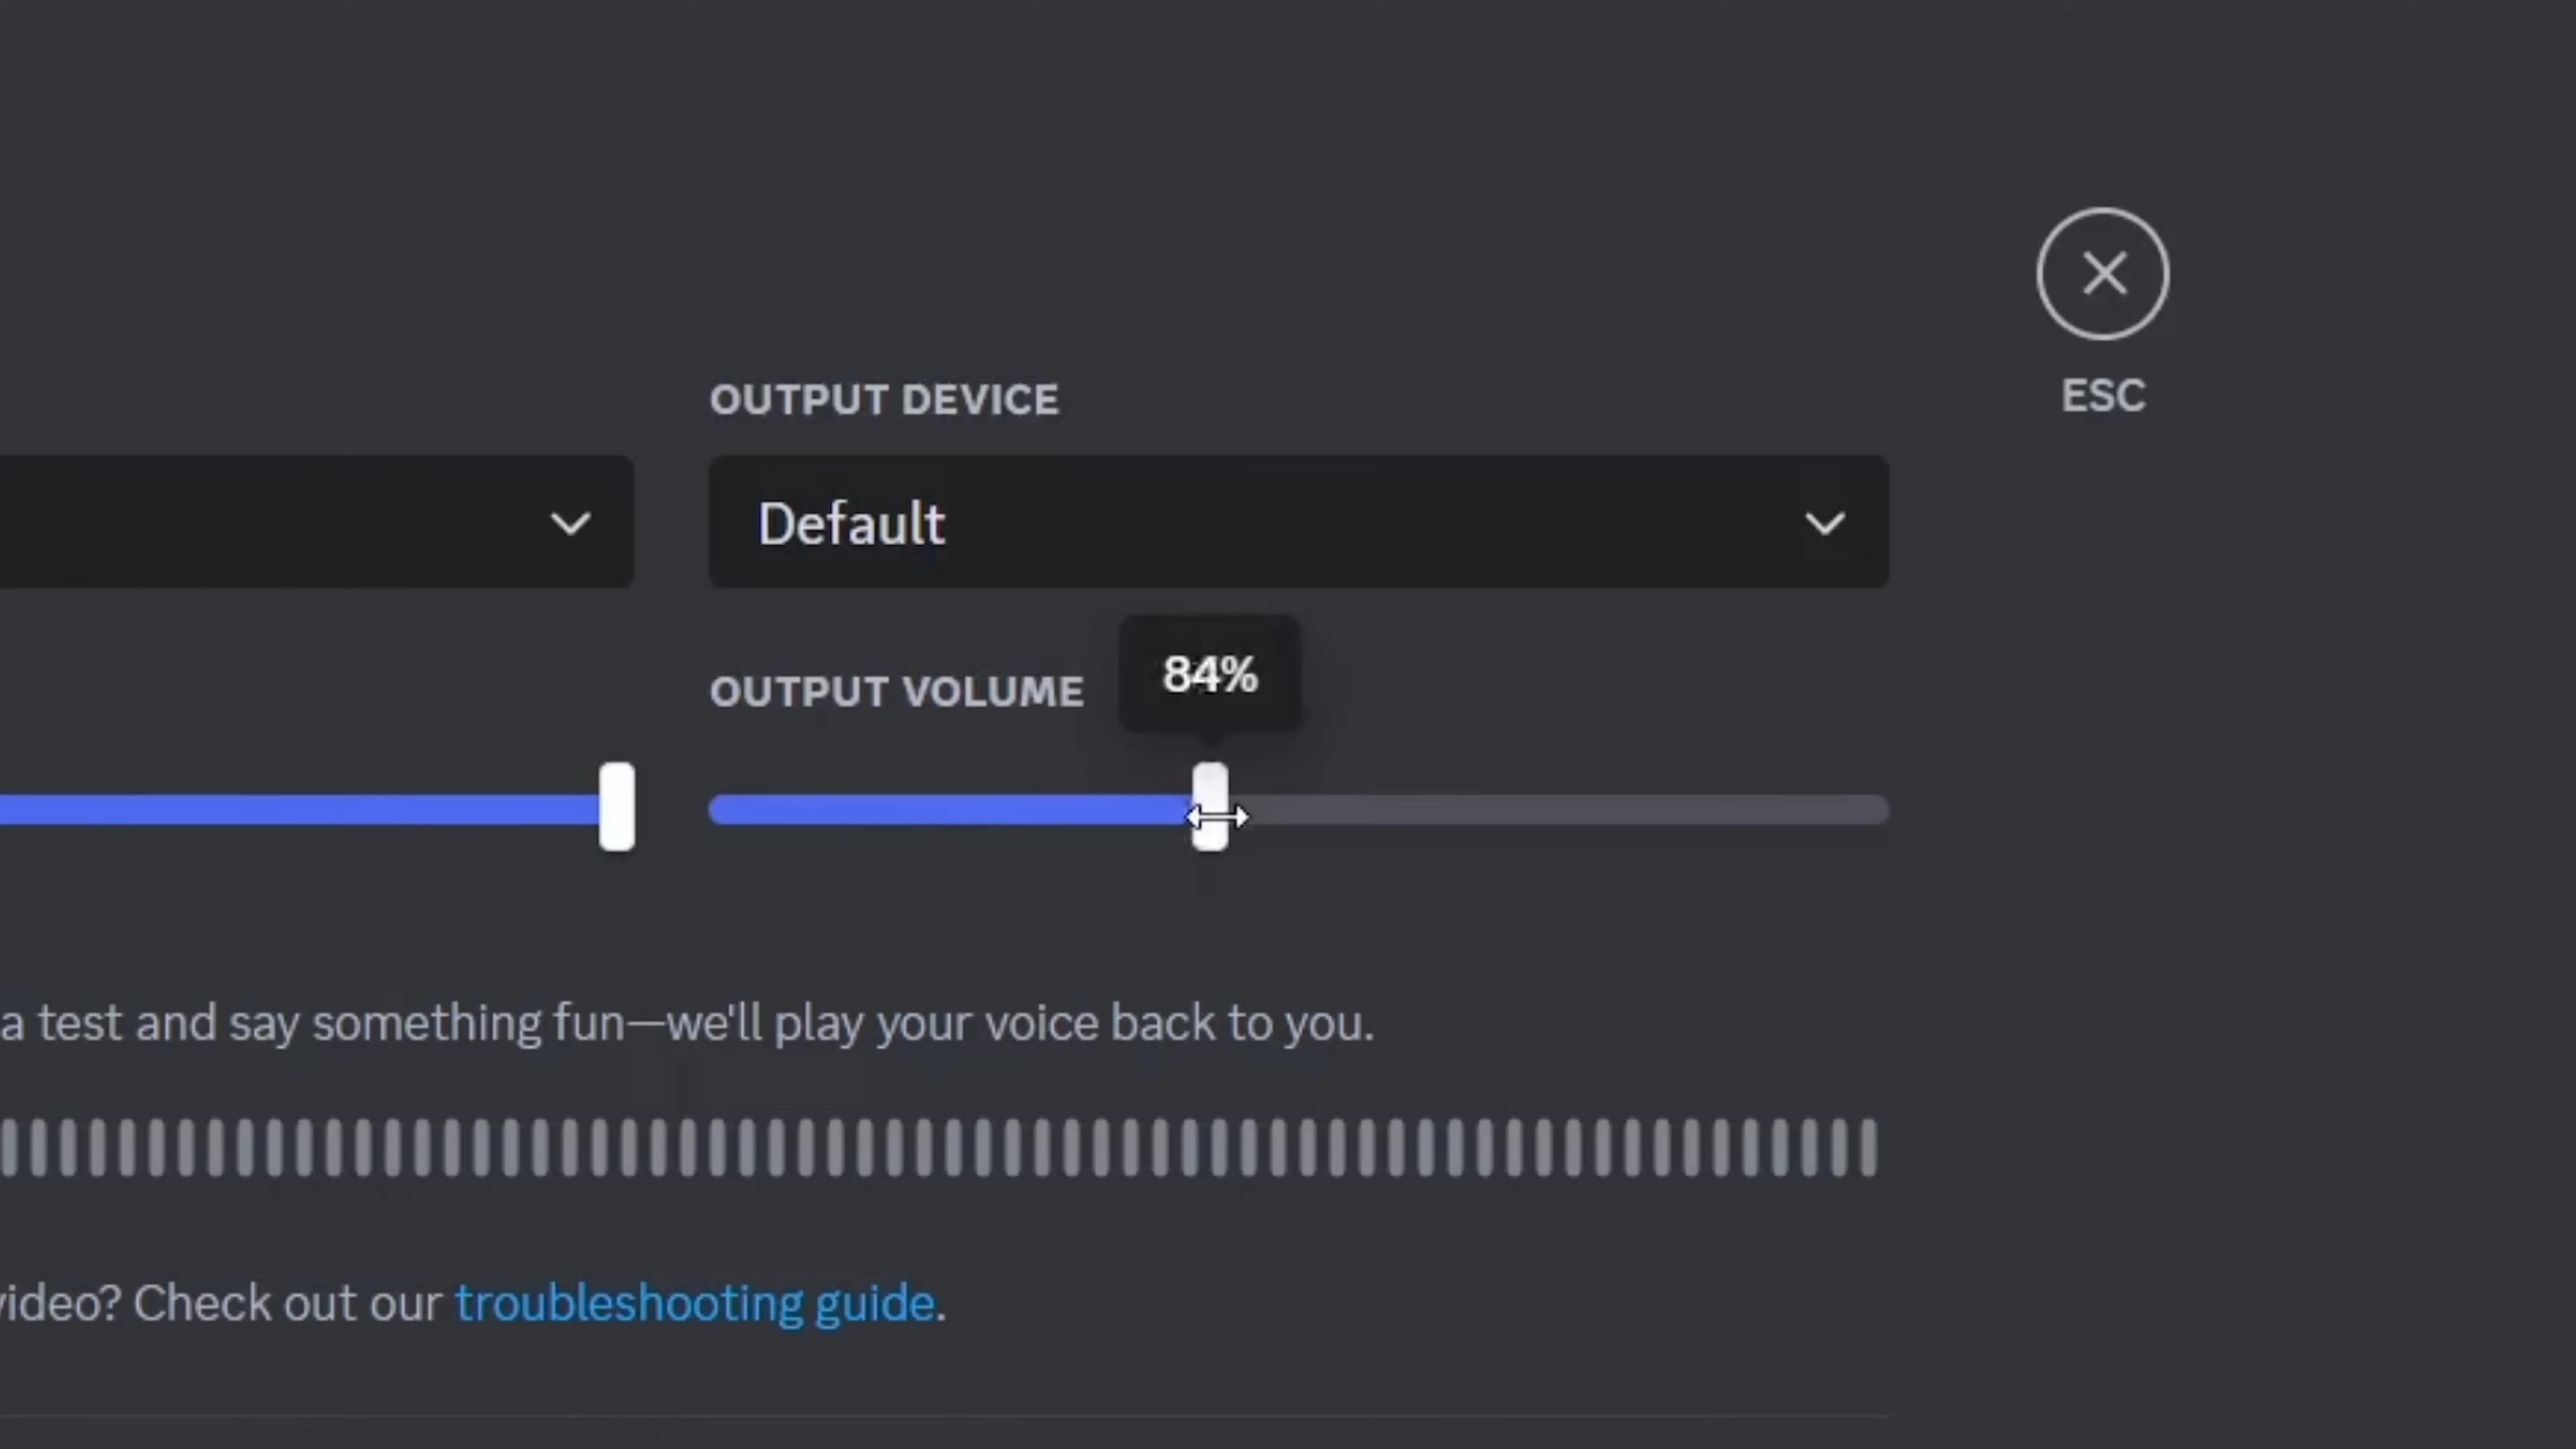 ESC
OUTPUT DEVICE
Default
OUTPUT VOLUME
84%
a test and say something fun—we'll play your voice back to you.
video? Check out our troubleshooting guide.